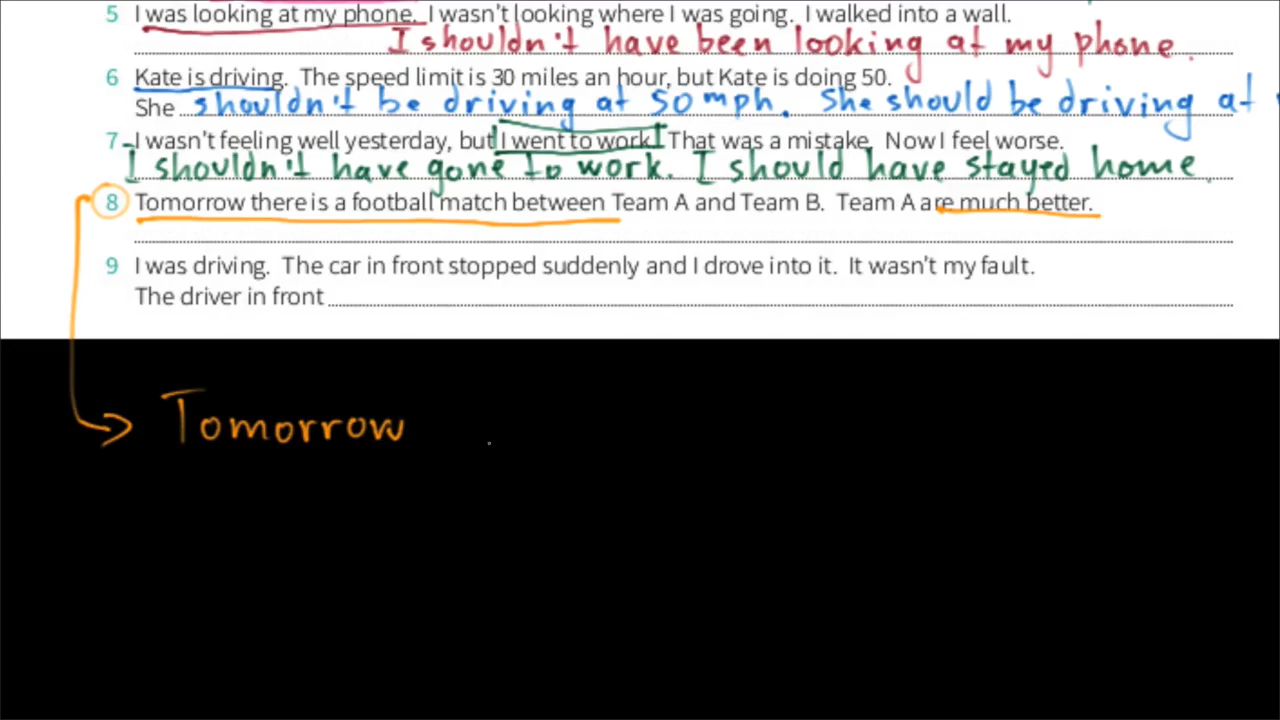 5 I was looking at my phone. I wasn't looking where I was going. I walked into a wall.
I shouldn't have been looking at my phone.
6 Kate is driving. The speed limit is 30 miles an hour, but Kate is doing 50.
She shouldn't be driving at 50 mph. She should be driving at
7 I wasn't feeling well yesterday, but I went to work. That was a mistake. Now I feel worse.
I shouldn't have gone to work. I should have stayed home.
8 Tomorrow there is a football match between Team A and Team B. Team A are much better.
9 I was driving. The car in front stopped suddenly and I drove into it. It wasn't my fault.
The driver in front
Tomorrow